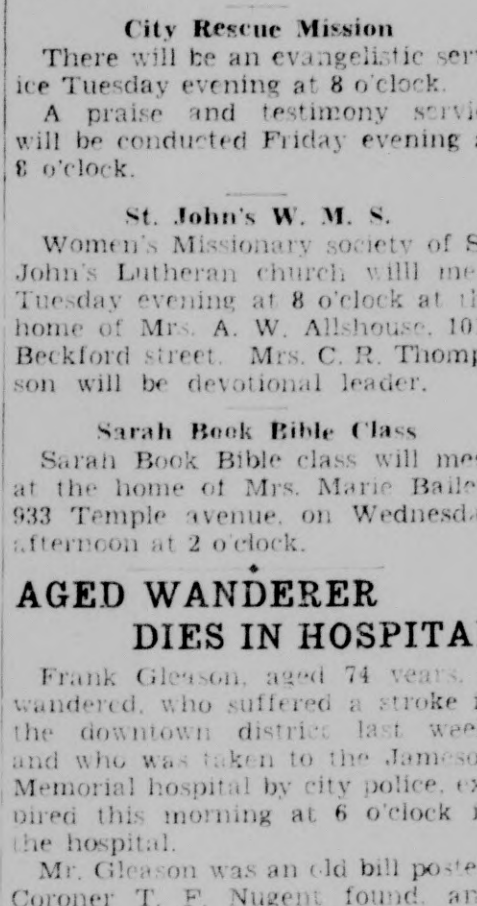 City Rescue Mission
There will be an evangelistic serv
ice Tuesday evening at 8 o'clock.
A praise and testimony servi
will be conducted Friday evening a
8 o'clock.
St. John's W. M. S.
Women's Missionary society of S
John's Lutheran church willl me
Tuesday evening at 8 o'clock at th
home of Mrs. A. W. Allshouse, 10
Beckford street. Mrs. C. R. Thomp
son will be devotional leader.
Sarah Book Bible Class
Sarah Book Bible class will mee
at the home of Mrs. Marie Baile
933 Temple avenue, on Wednesda
afternoon at 2 o'clock.
AGED WANDERER
DIES IN HOSPITA
Frank Gleason, aged 74 years,
wandered, who suffered a stroke i
the downtown district last wee
and who was taken to the Jameso
Memorial hospital by city police, ex
pired this morning at 6 o'clock i
the hospital.
Mr. Gleason was an old bill poste
Coroner T. F. Nugent found, an